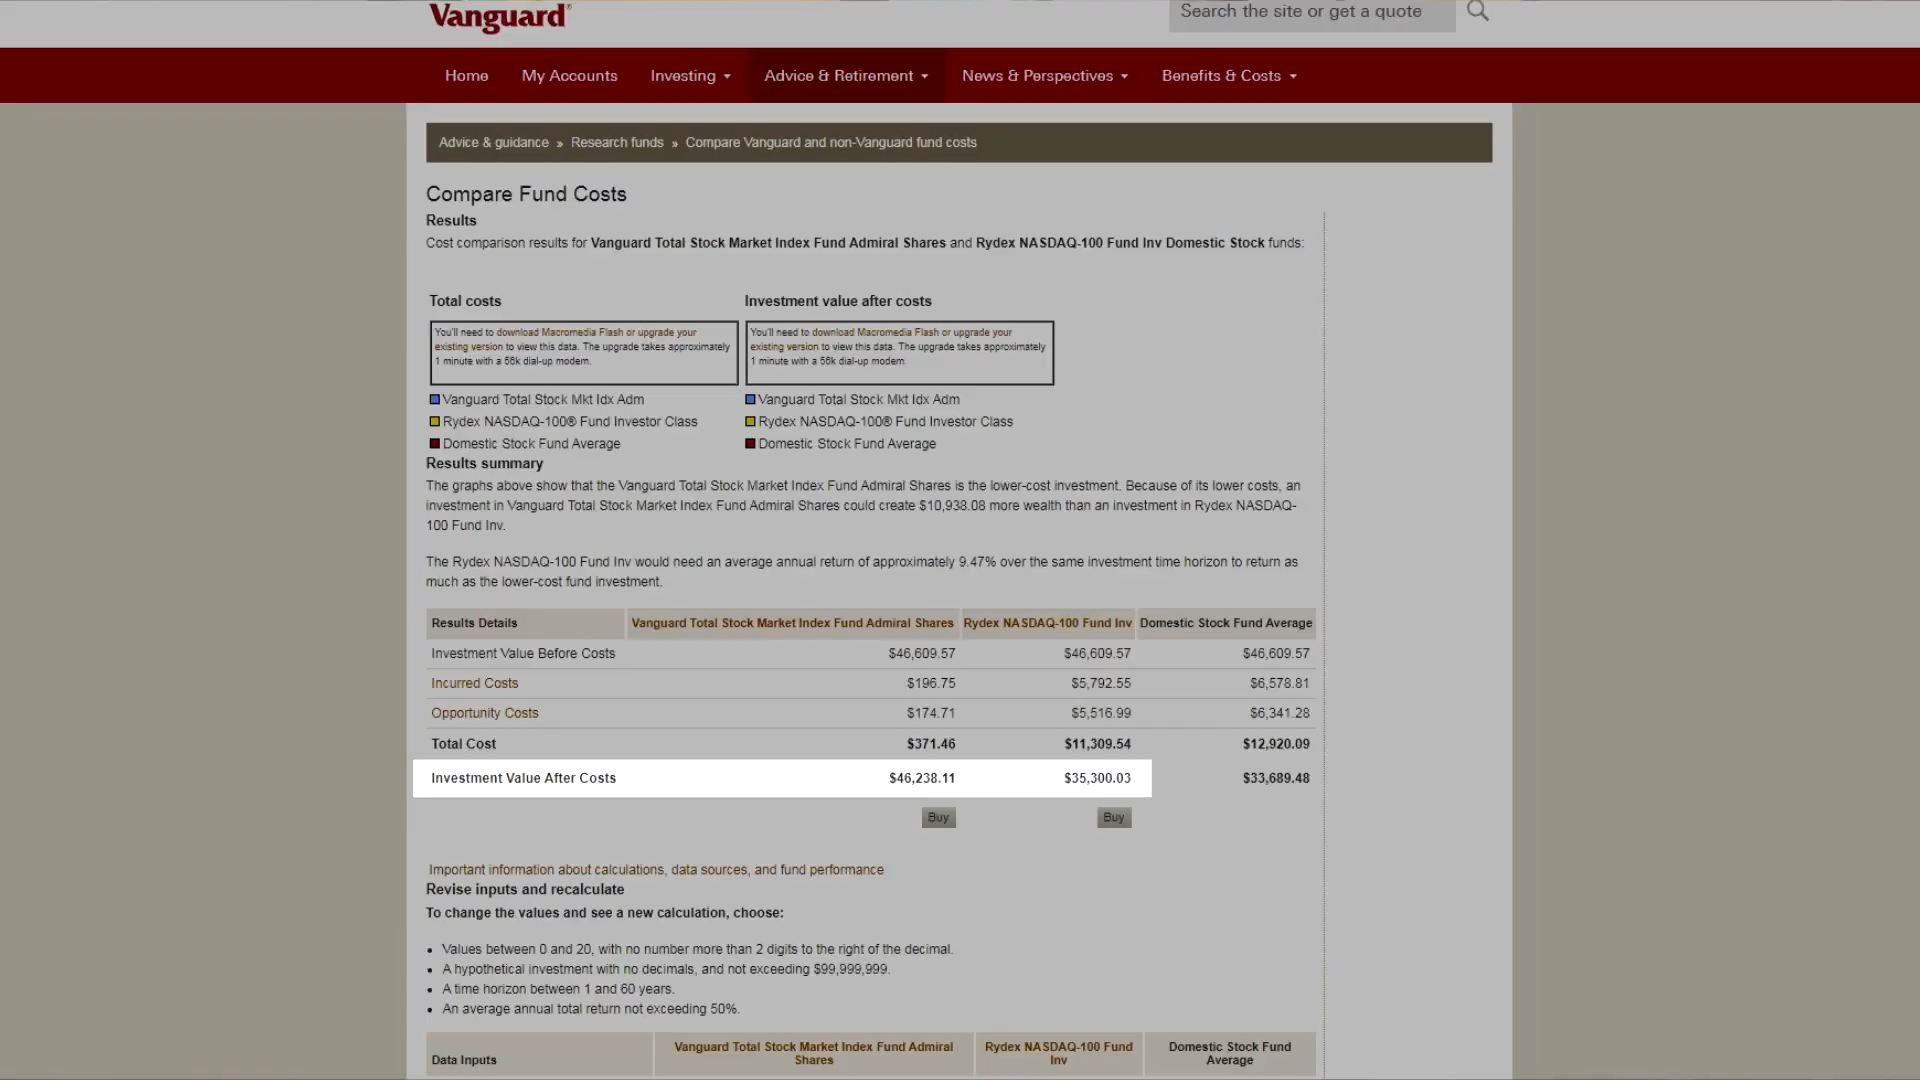 Vanguard®
Search the site or get a quote
Home My Accounts Investing Advice & Retirement News & Perspectives Benefits & Costs
Advice & guidance » Research funds » Compare Vanguard and non-Vanguard fund costs
Compare Fund Costs
Results
Cost comparison results for Vanguard Total Stock Market Index Fund Admiral Shares and Rydex NASDAQ-100 Fund Inv Domestic Stock funds:
Total costs Investment value after costs
You'll need to download Macromedia Flash or upgrade your
existing version to view this data. The upgrade takes approximately
1 minute with a 56k dial-up modem.
You'll need to download Macromedia Flash or upgrade your
existing version to view this data. The upgrade takes approximately
1 minute with a 56k dial-up modem.
Vanguard Total Stock Mkt Idx Adm Vanguard Total Stock Mkt Idx Adm
Rydex NASDAQ-100® Fund Investor Class Rydex NASDAQ-100® Fund Investor Class
Domestic Stock Fund Average Domestic Stock Fund Average
Results summary
The graphs above show that the Vanguard Total Stock Market Index Fund Admiral Shares is the lower-cost investment. Because of its lower costs, an
investment in Vanguard Total Stock Market Index Fund Admiral Shares could create $10,938.08 more wealth than an investment in Rydex NASDAQ-
100 Fund Inv.
The Rydex NASDAQ-100 Fund Inv would need an average annual return of approximately 9.47% over the same investment time horizon to return as
much as the lower-cost fund investment.
Results Details Vanguard Total Stock Market Index Fund Admiral Shares Rydex NASDAQ-100 Fund Inv Domestic Stock Fund Average
Investment Value Before Costs $46,609.57 $46,609.57 $46,609.57
Incurred Costs $196.75 $5,792.55 $6,578.81
Opportunity Costs $174.71 $5,516.99 $6,341.28
Total Cost $371.46 $11,309.54 $12,920.09
Investment Value After Costs $46,238.11 $35,300.03 $33,689.48
Buy Buy
Important information about calculations, data sources, and fund performance
Revise inputs and recalculate
To change the values and see a new calculation, choose:
• Values between 0 and 20, with no number more than 2 digits to the right of the decimal.
• A hypothetical investment with no decimals, and not exceeding $99,999,999.
• A time horizon between 1 and 60 years.
• An average annual total return not exceeding 50%.
Data Inputs Vanguard Total Stock Market Index Fund Admiral Rydex NASDAQ-100 Fund Domestic Stock Fund
Shares Inv Average